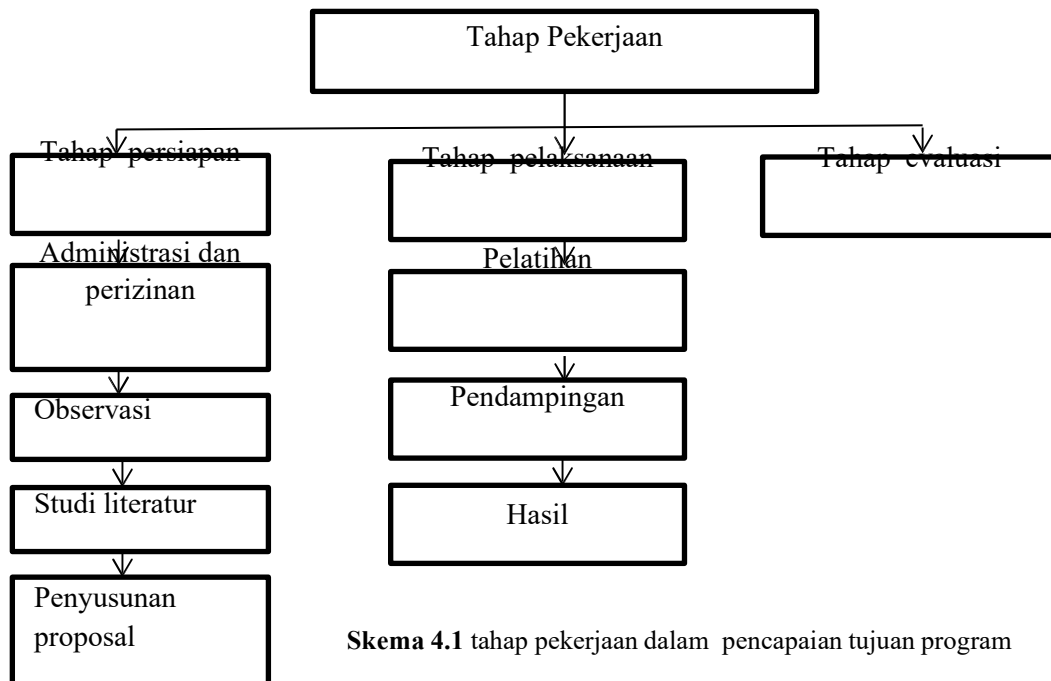 Tahap Pekerjaan
Tahap persiapan
Tahap pelaksanaan
Tahap evaluasi
Administrasi dan
perizinan
Pelatihan
Observasi
Pendampingan
Studi literatur
Hasil
Penyusunan
proposal
Skema 4.1 tahap pekerjaan dalam pencapaian tujuan program